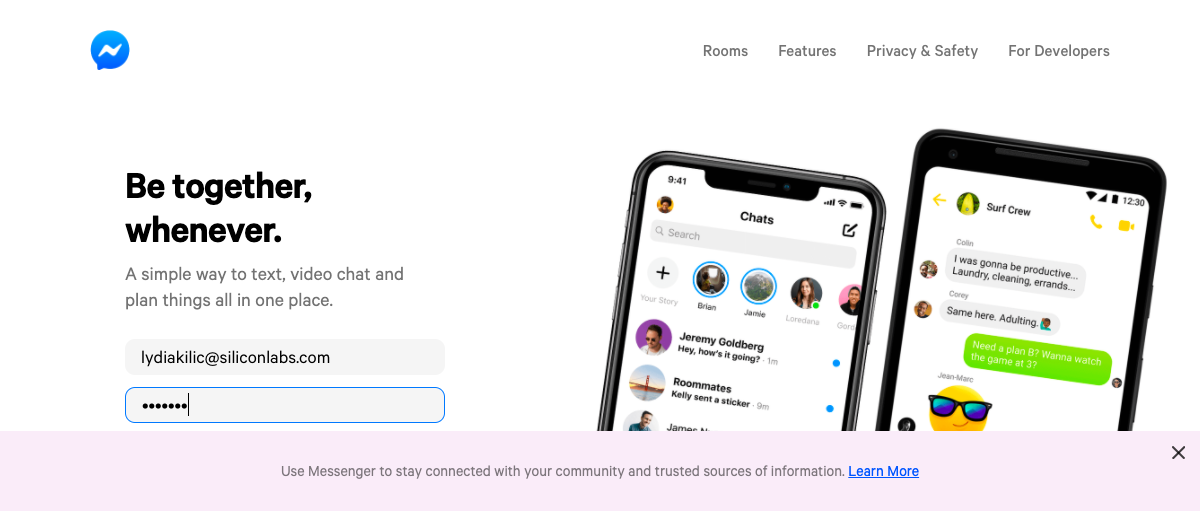 Rooms Features Privacy & Safety For Developers
Be together,
whenever.
A simple way to text, video chat and
plan things all in one place.
lydiakilic@siliconlabs.com
•••••••
9:41
Chats
Search
Your Story
Brian
Jamie
Loredana
Jeremy Goldberg
Hey, how's it going? · 1m
Roommates
Kelly sent a sticker · 9m
James
12:30
Surf Crew
Colin
I was gonna be productive...
Laundry, cleaning, errands...
Corey
Same here. Adulting.
Need a plan B? Wanna watch
the game at 3?
Jean-Marc
Use Messenger to stay connected with your community and trusted sources of information. Learn More